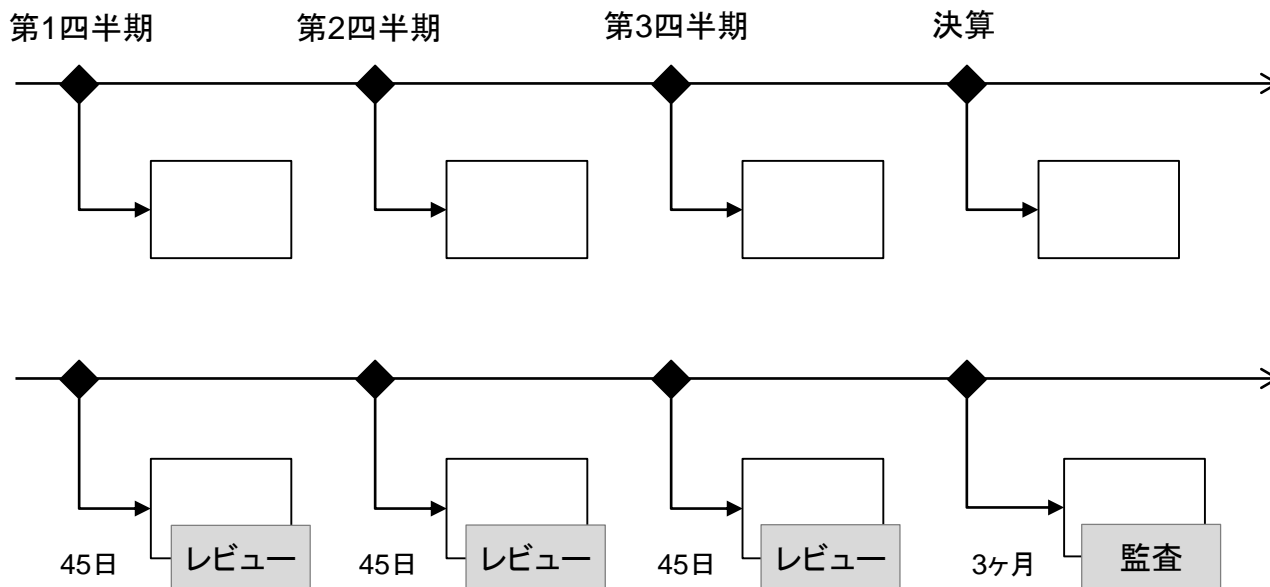 第1四半期
第2四半期
第3四半期
決算
45日
レビュー
45日
レビュー
45日
レビュー
3ヶ月
監査